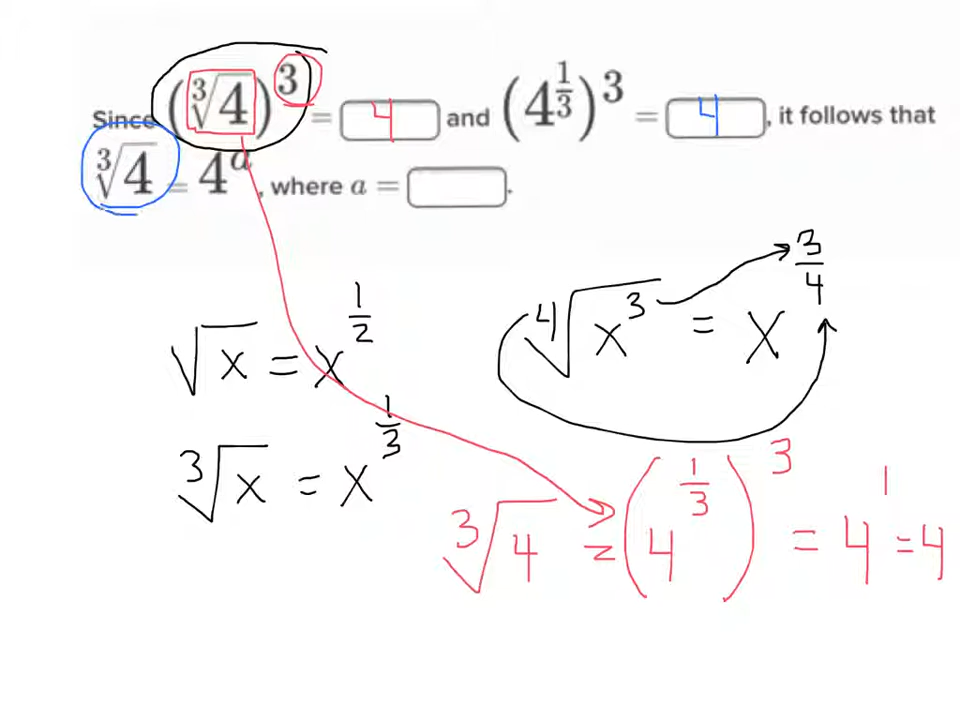 Since (∛4)³ = 4 and (4^(1/3))³ = 4, it follows that
∛4 = 4^a, where a = .
√x = x^(1/2)
∜x³ = x^(3/4)
∛x = x^(1/3)
∛4 = (4^(1/3))³ = 4¹ = 4